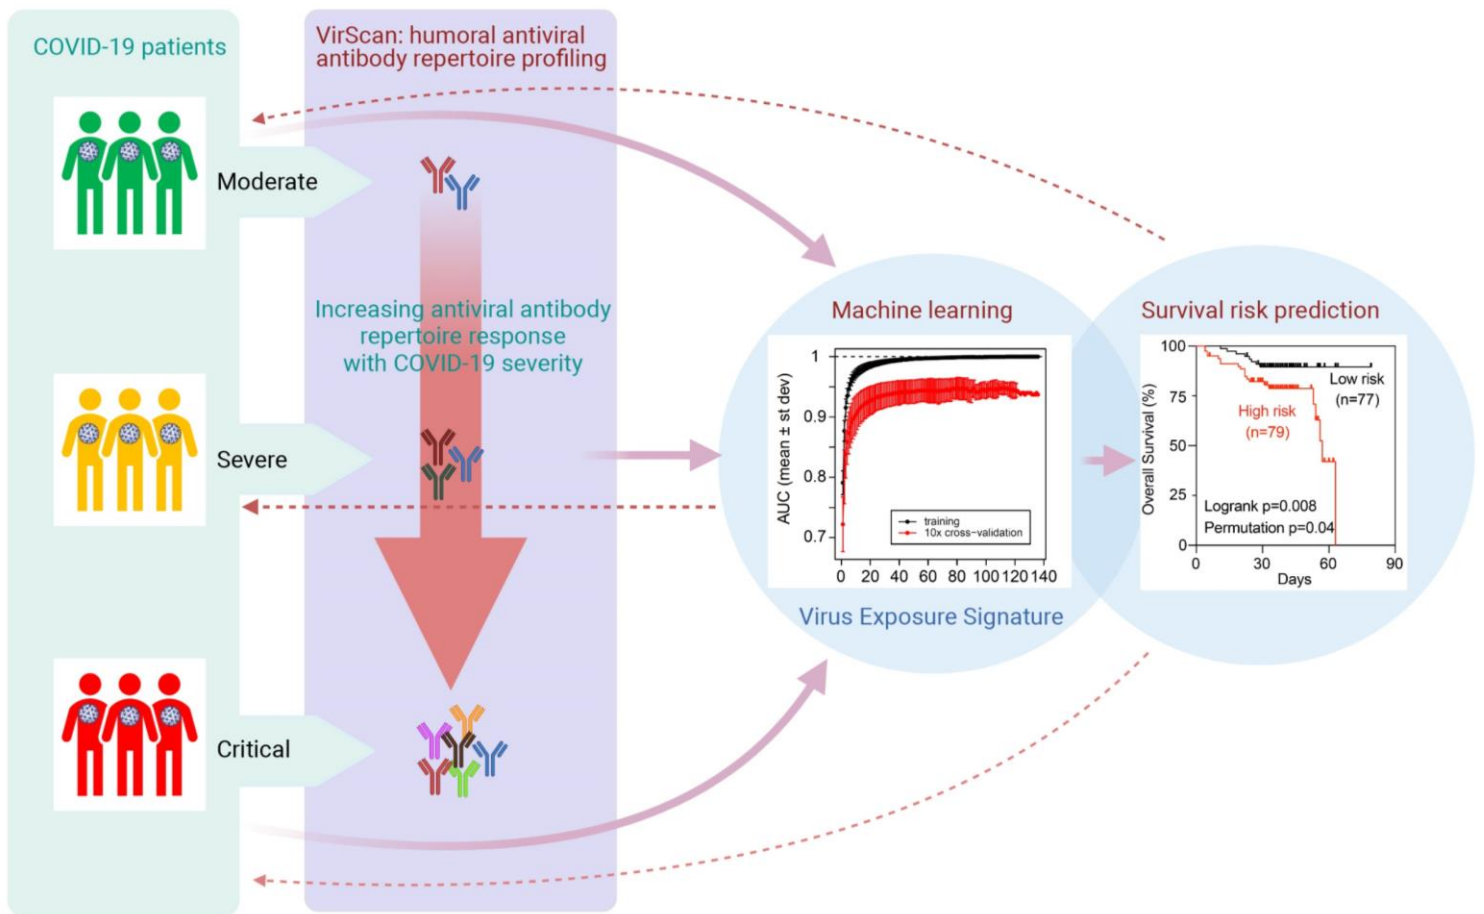 COVID-19 patients
VirScan: humoral antiviral
antibody repertoire profiling
Moderate
Increasing antiviral antibody
repertoire response
with COVID-19 severity
Severe
Critical
Machine learning
AUC (mean ± st dev)
1
0.9
0.8
0.7
training
10x cross-validation
0 20 40 60 80 100 120 140
Virus Exposure Signature
Survival risk prediction
Overall Survival (%)
100
75
50
25
0
Low risk
(n=77)
High risk
(n=79)
Logrank p=0.008
Permutation p=0.04
0 30 60 90
Days